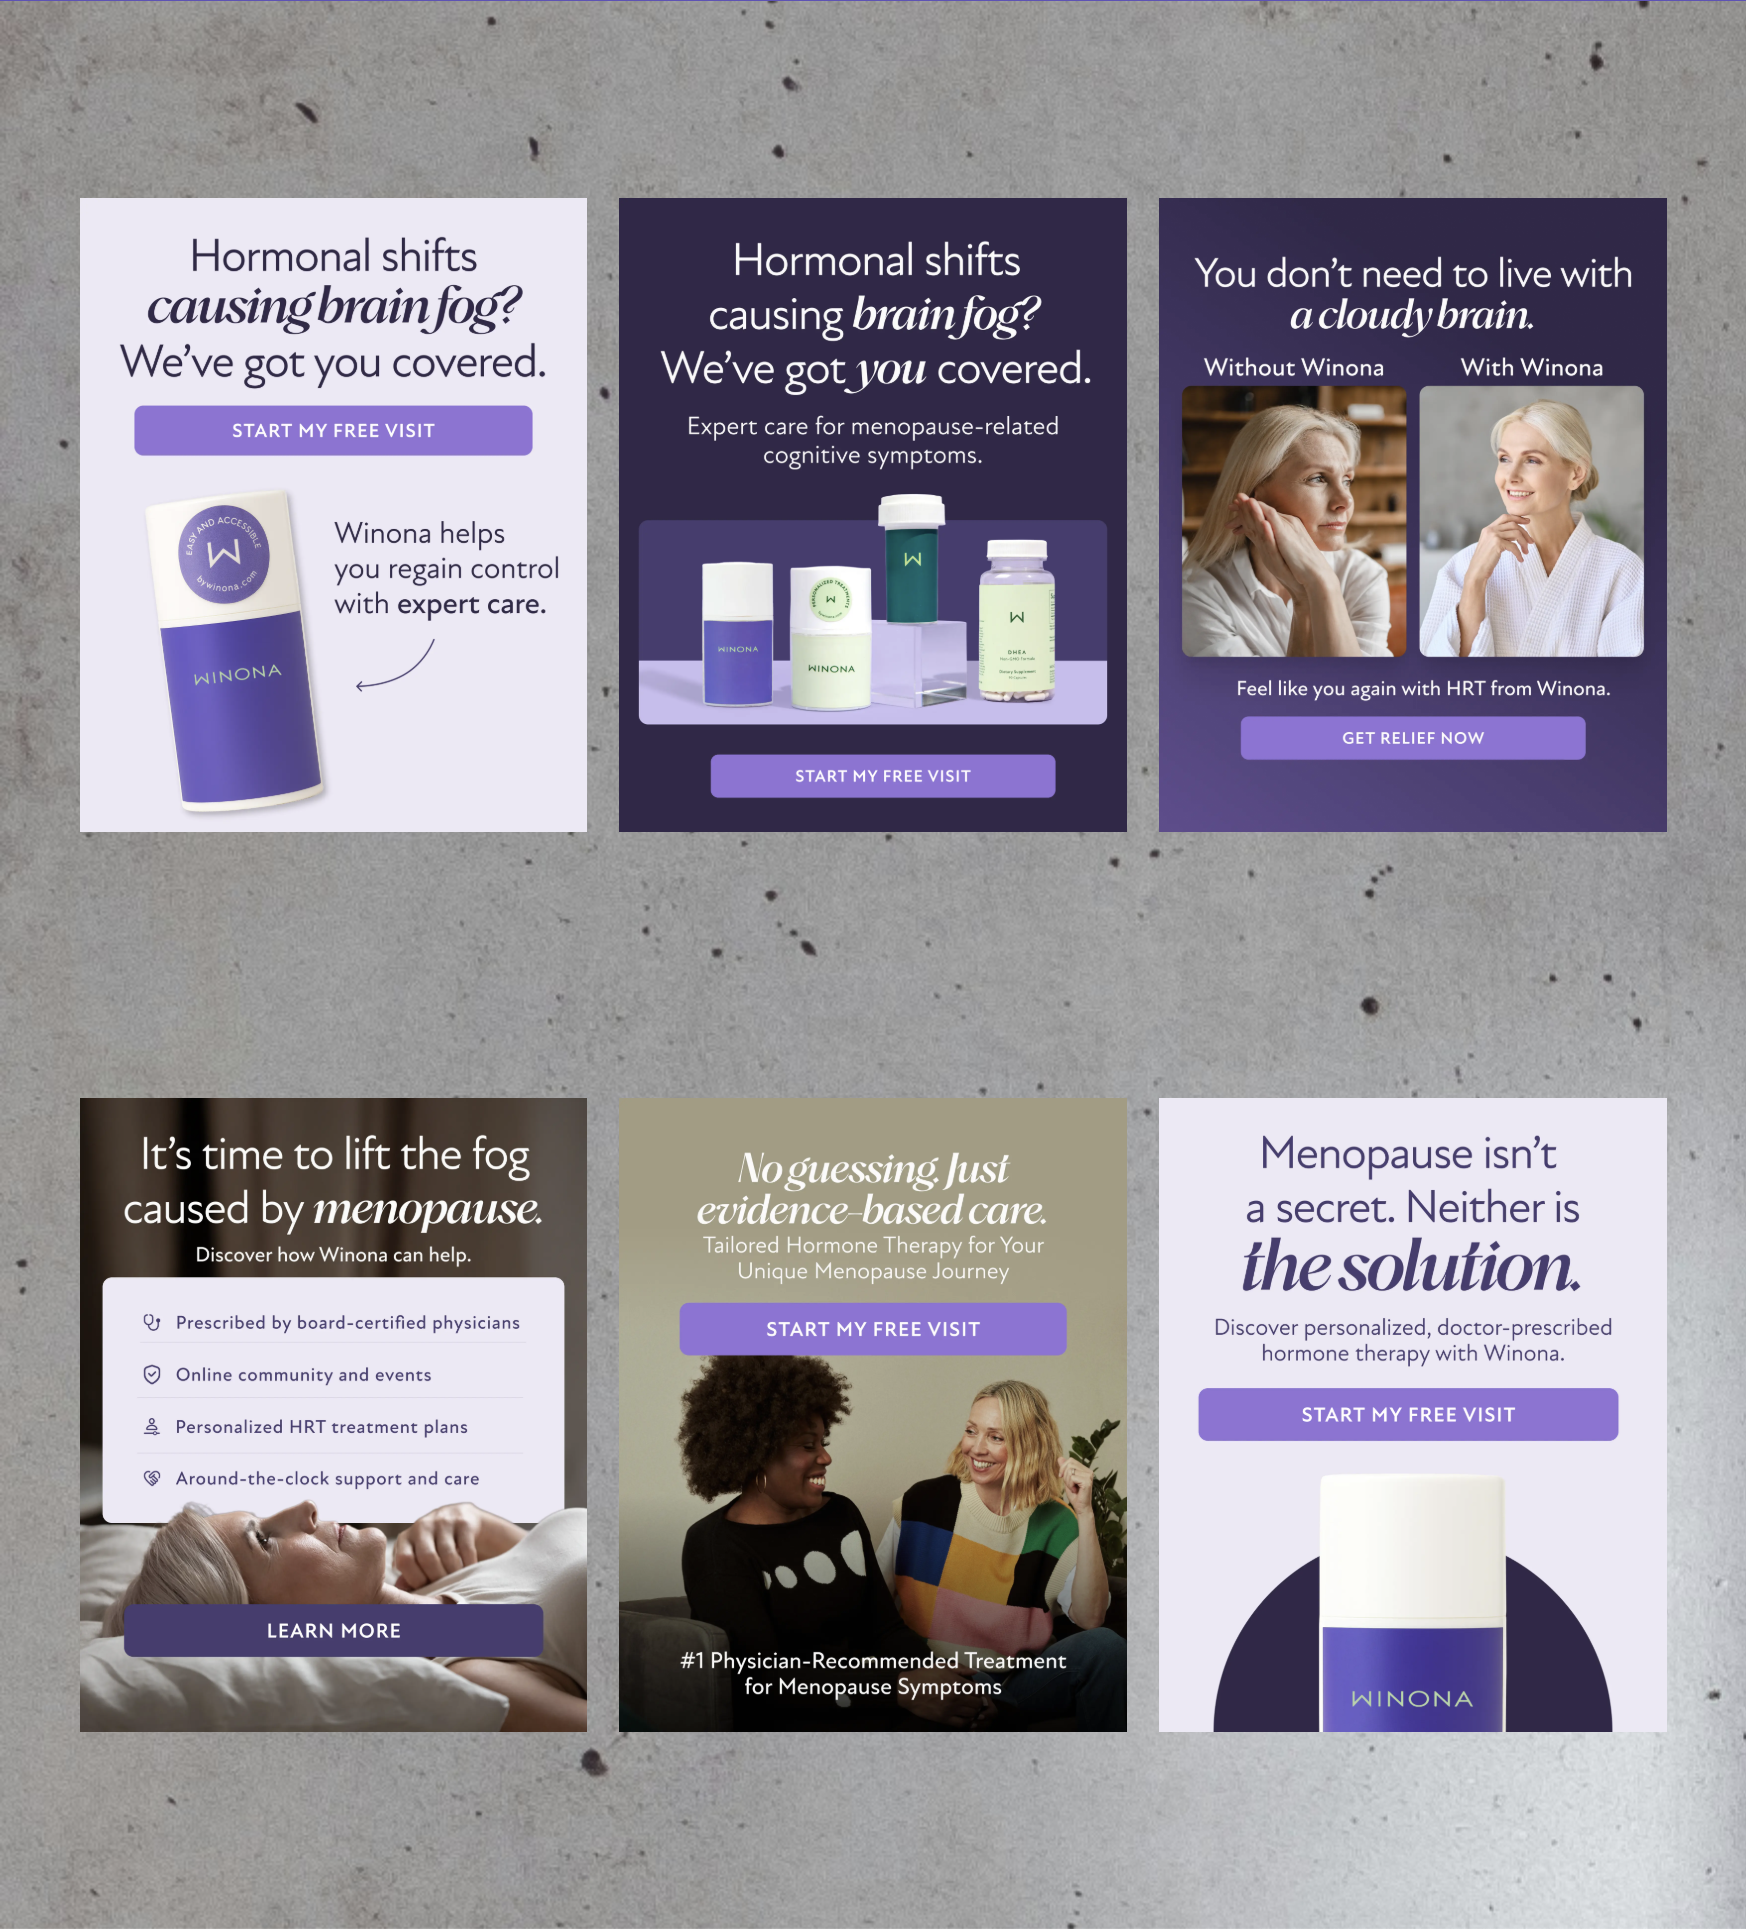 Hormonal shifts
causing brain fog?
We've got you covered.
START MY FREE VISIT
EASY AND ACCESSIBLE
W
bywinona.com
WINONA
Winona helps
you regain control
with expert care.
Hormonal shifts
causing brain fog?
We've got you covered.
Expert care for menopause-related
cognitive symptoms.
WINONA
PERSONALIZED TREATMENTS
W
WINONA
W
W
DHEA
Dietary Supplement
START MY FREE VISIT
You don't need to live with
a cloudy brain.
Without Winona
With Winona
Feel like you again with HRT from Winona.
GET RELIEF NOW
It's time to lift the fog
caused by menopause.
Discover how Winona can help.
Prescribed by board-certified physicians
Online community and events
Personalized HRT treatment plans
Around-the-clock support and care
LEARN MORE
No guessing. Just
evidence-based care.
Tailored Hormone Therapy for Your
Unique Menopause Journey
START MY FREE VISIT
#1 Physician-Recommended Treatment
for Menopause Symptoms
Menopause isn't
a secret. Neither is
the solution.
Discover personalized, doctor-prescribed
hormone therapy with Winona.
START MY FREE VISIT
WINONA